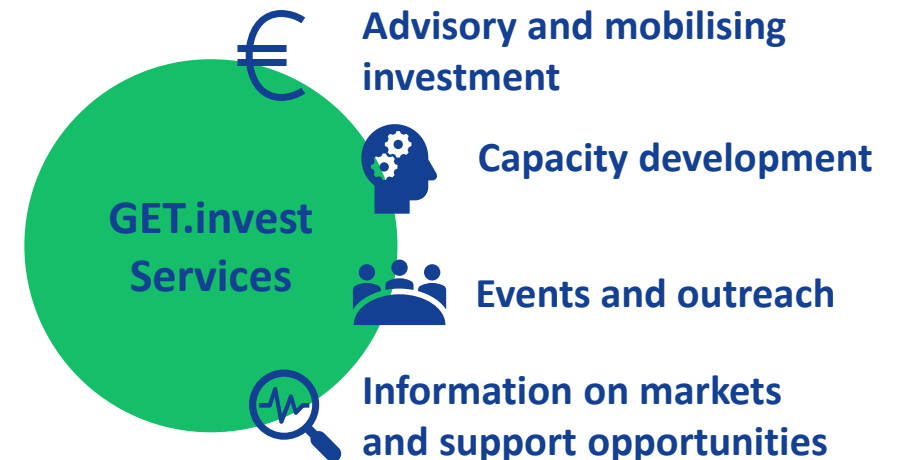 GET.invest
Services
Advisory and mobilising
investment
Capacity development
Events and outreach
Information on markets
and support opportunities